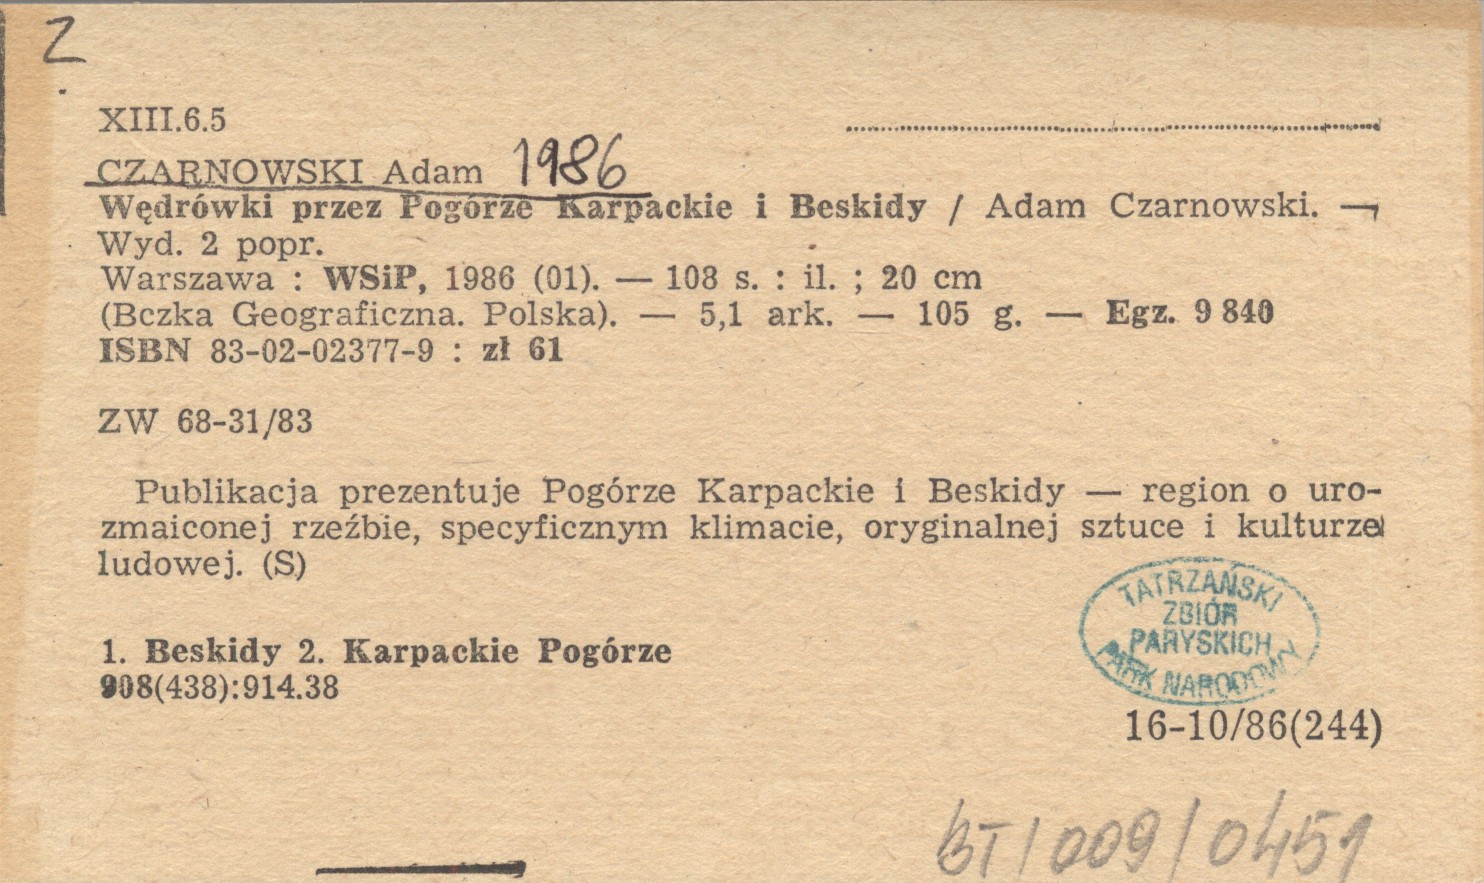 Z
XIII.6.5
CZARNOWSKI Adam 1986
Wędrówki przez Pogórze Karpackie i Beskidy / Adam Czarnowski. —
Wyd. 2 popr.
Warszawa : WSiP, 1986 (01). — 108 s. : il. ; 20 cm
(Bczka Geograficzna. Polska). — 5,1 ark. — 105 g. — Egz. 9 840
ISBN 83-02-02377-9 : zł 61
ZW 68-31/83
Publikacja prezentuje Pogórze Karpackie i Beskidy — region o uro-
zmaiconej rzeźbie, specyficznym klimacie, oryginalnej sztuce i kulturze
ludowej. (S)
TATRZAŃSKI
ZBIÓR
PARYSKICH
PARK NARODOWY
1. Beskidy 2. Karpackie Pogórze
908(438):914.38
16-10/86(244)
BT/009/0451